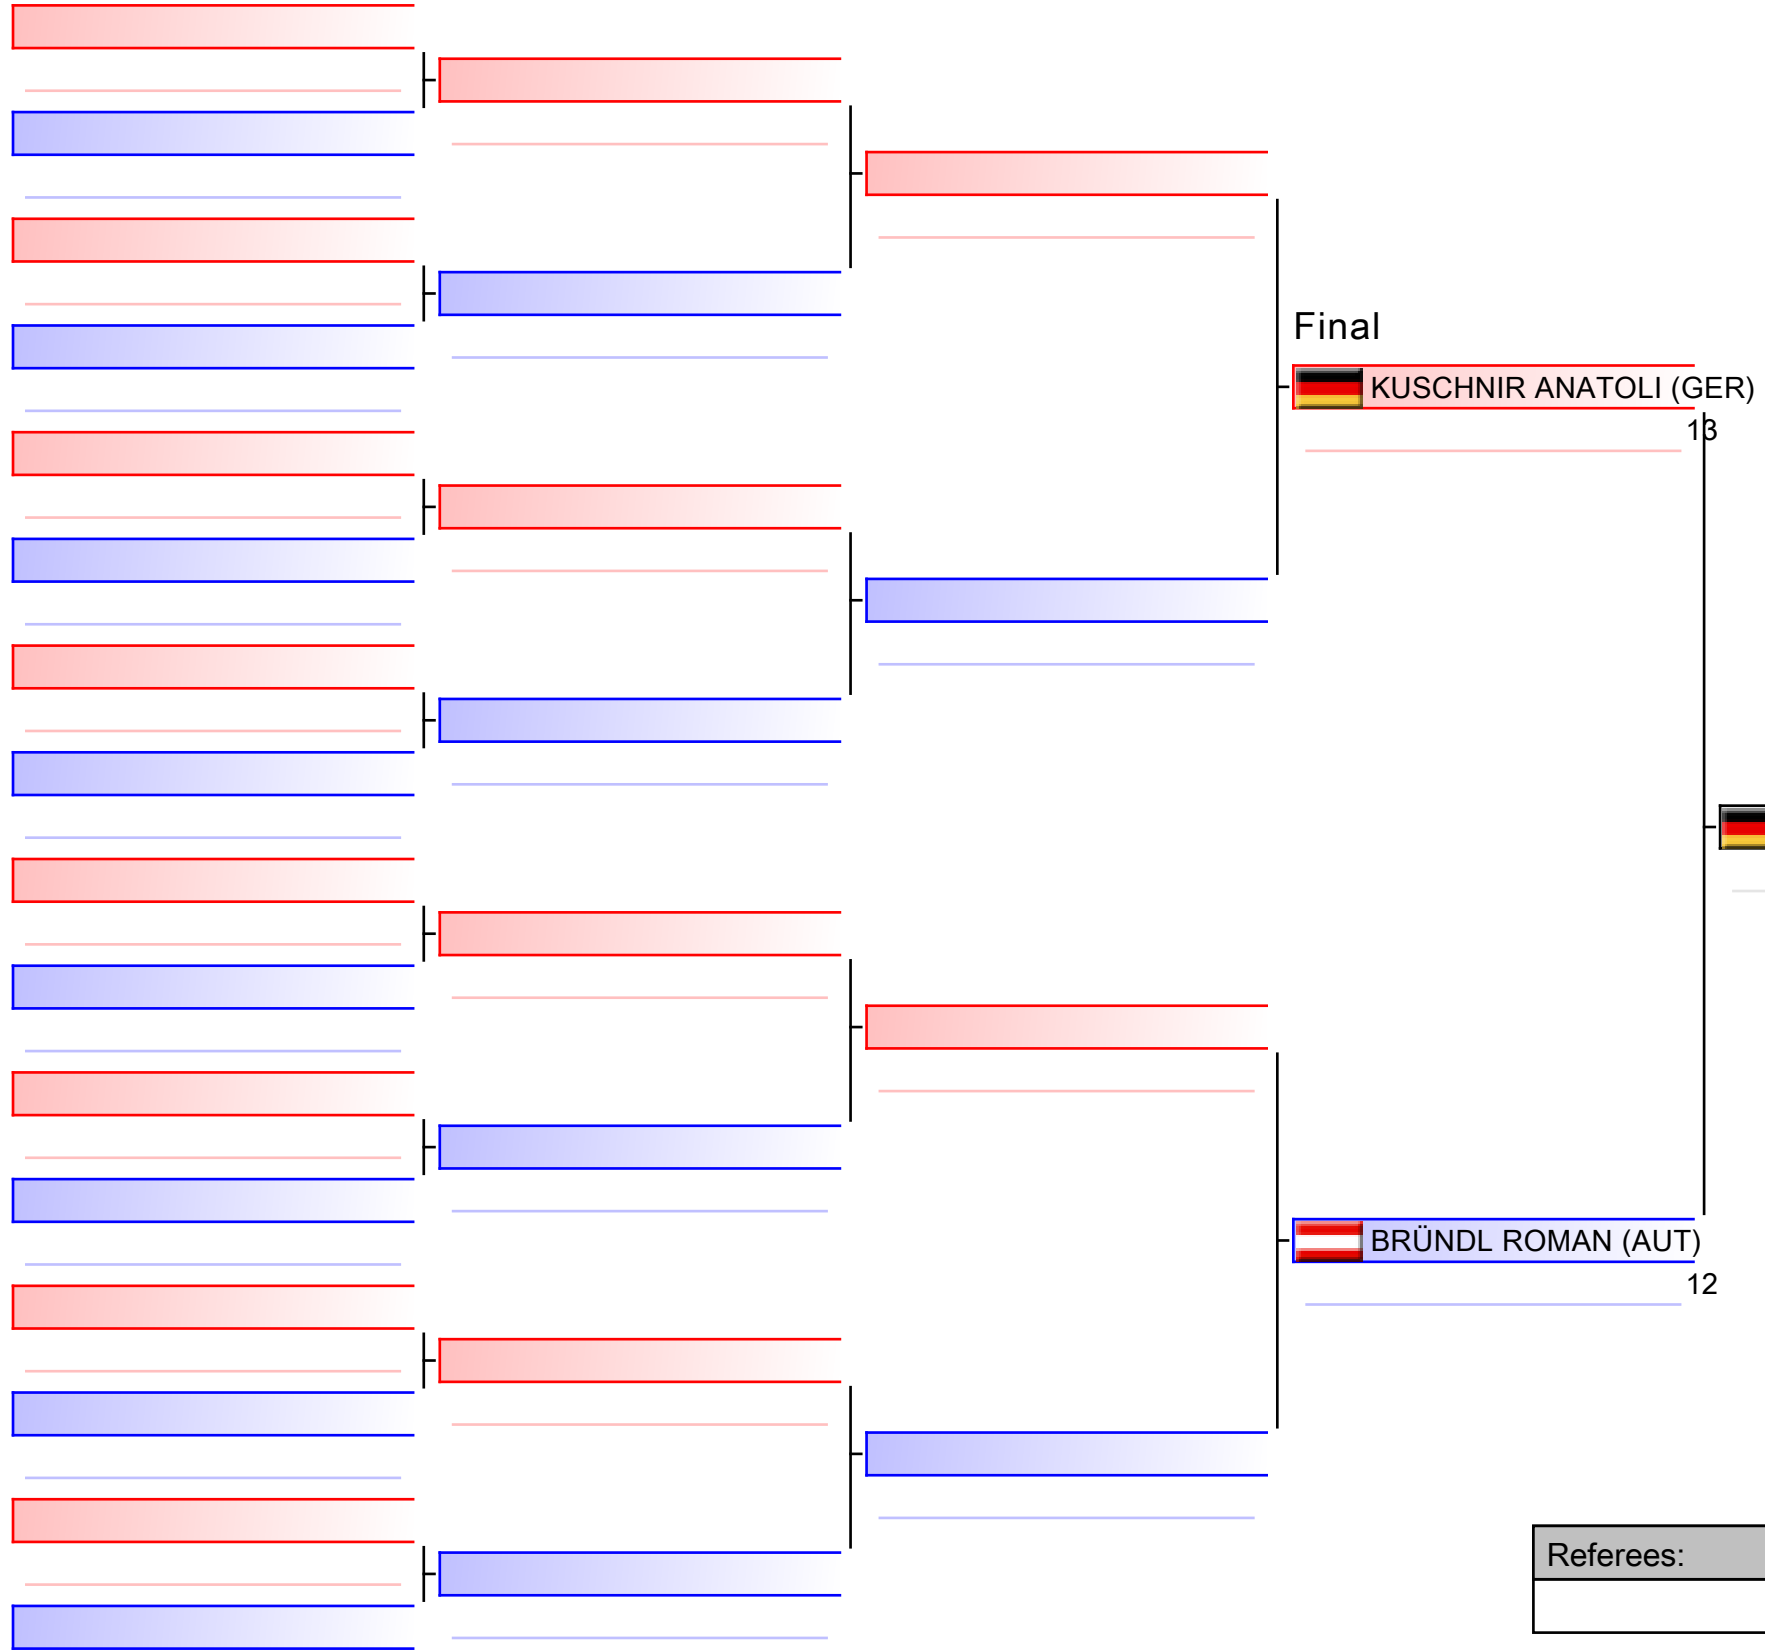 Final
KUSCHNIR ANATOLI (GER)
13
BRÜNDL ROMAN (AUT)
12
Referees: